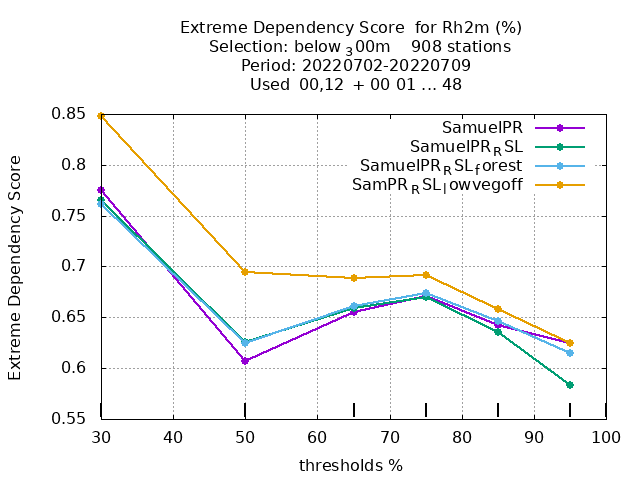 Extreme Dependency Score  for Rh2m (%)
Selection: below ₃00m    908 stations
Period: 20220702-20220709
Used  00,12  + 00 01 ... 48
SamuelPR
SamuelPR_RSL
SamuelPR_RSL_forest
SamPR_RSL_lowvegoff
Extreme Dependency Score
0.85
0.8
0.75
0.7
0.65
0.6
0.55
30 40 50 60 70 80 90 100
thresholds %